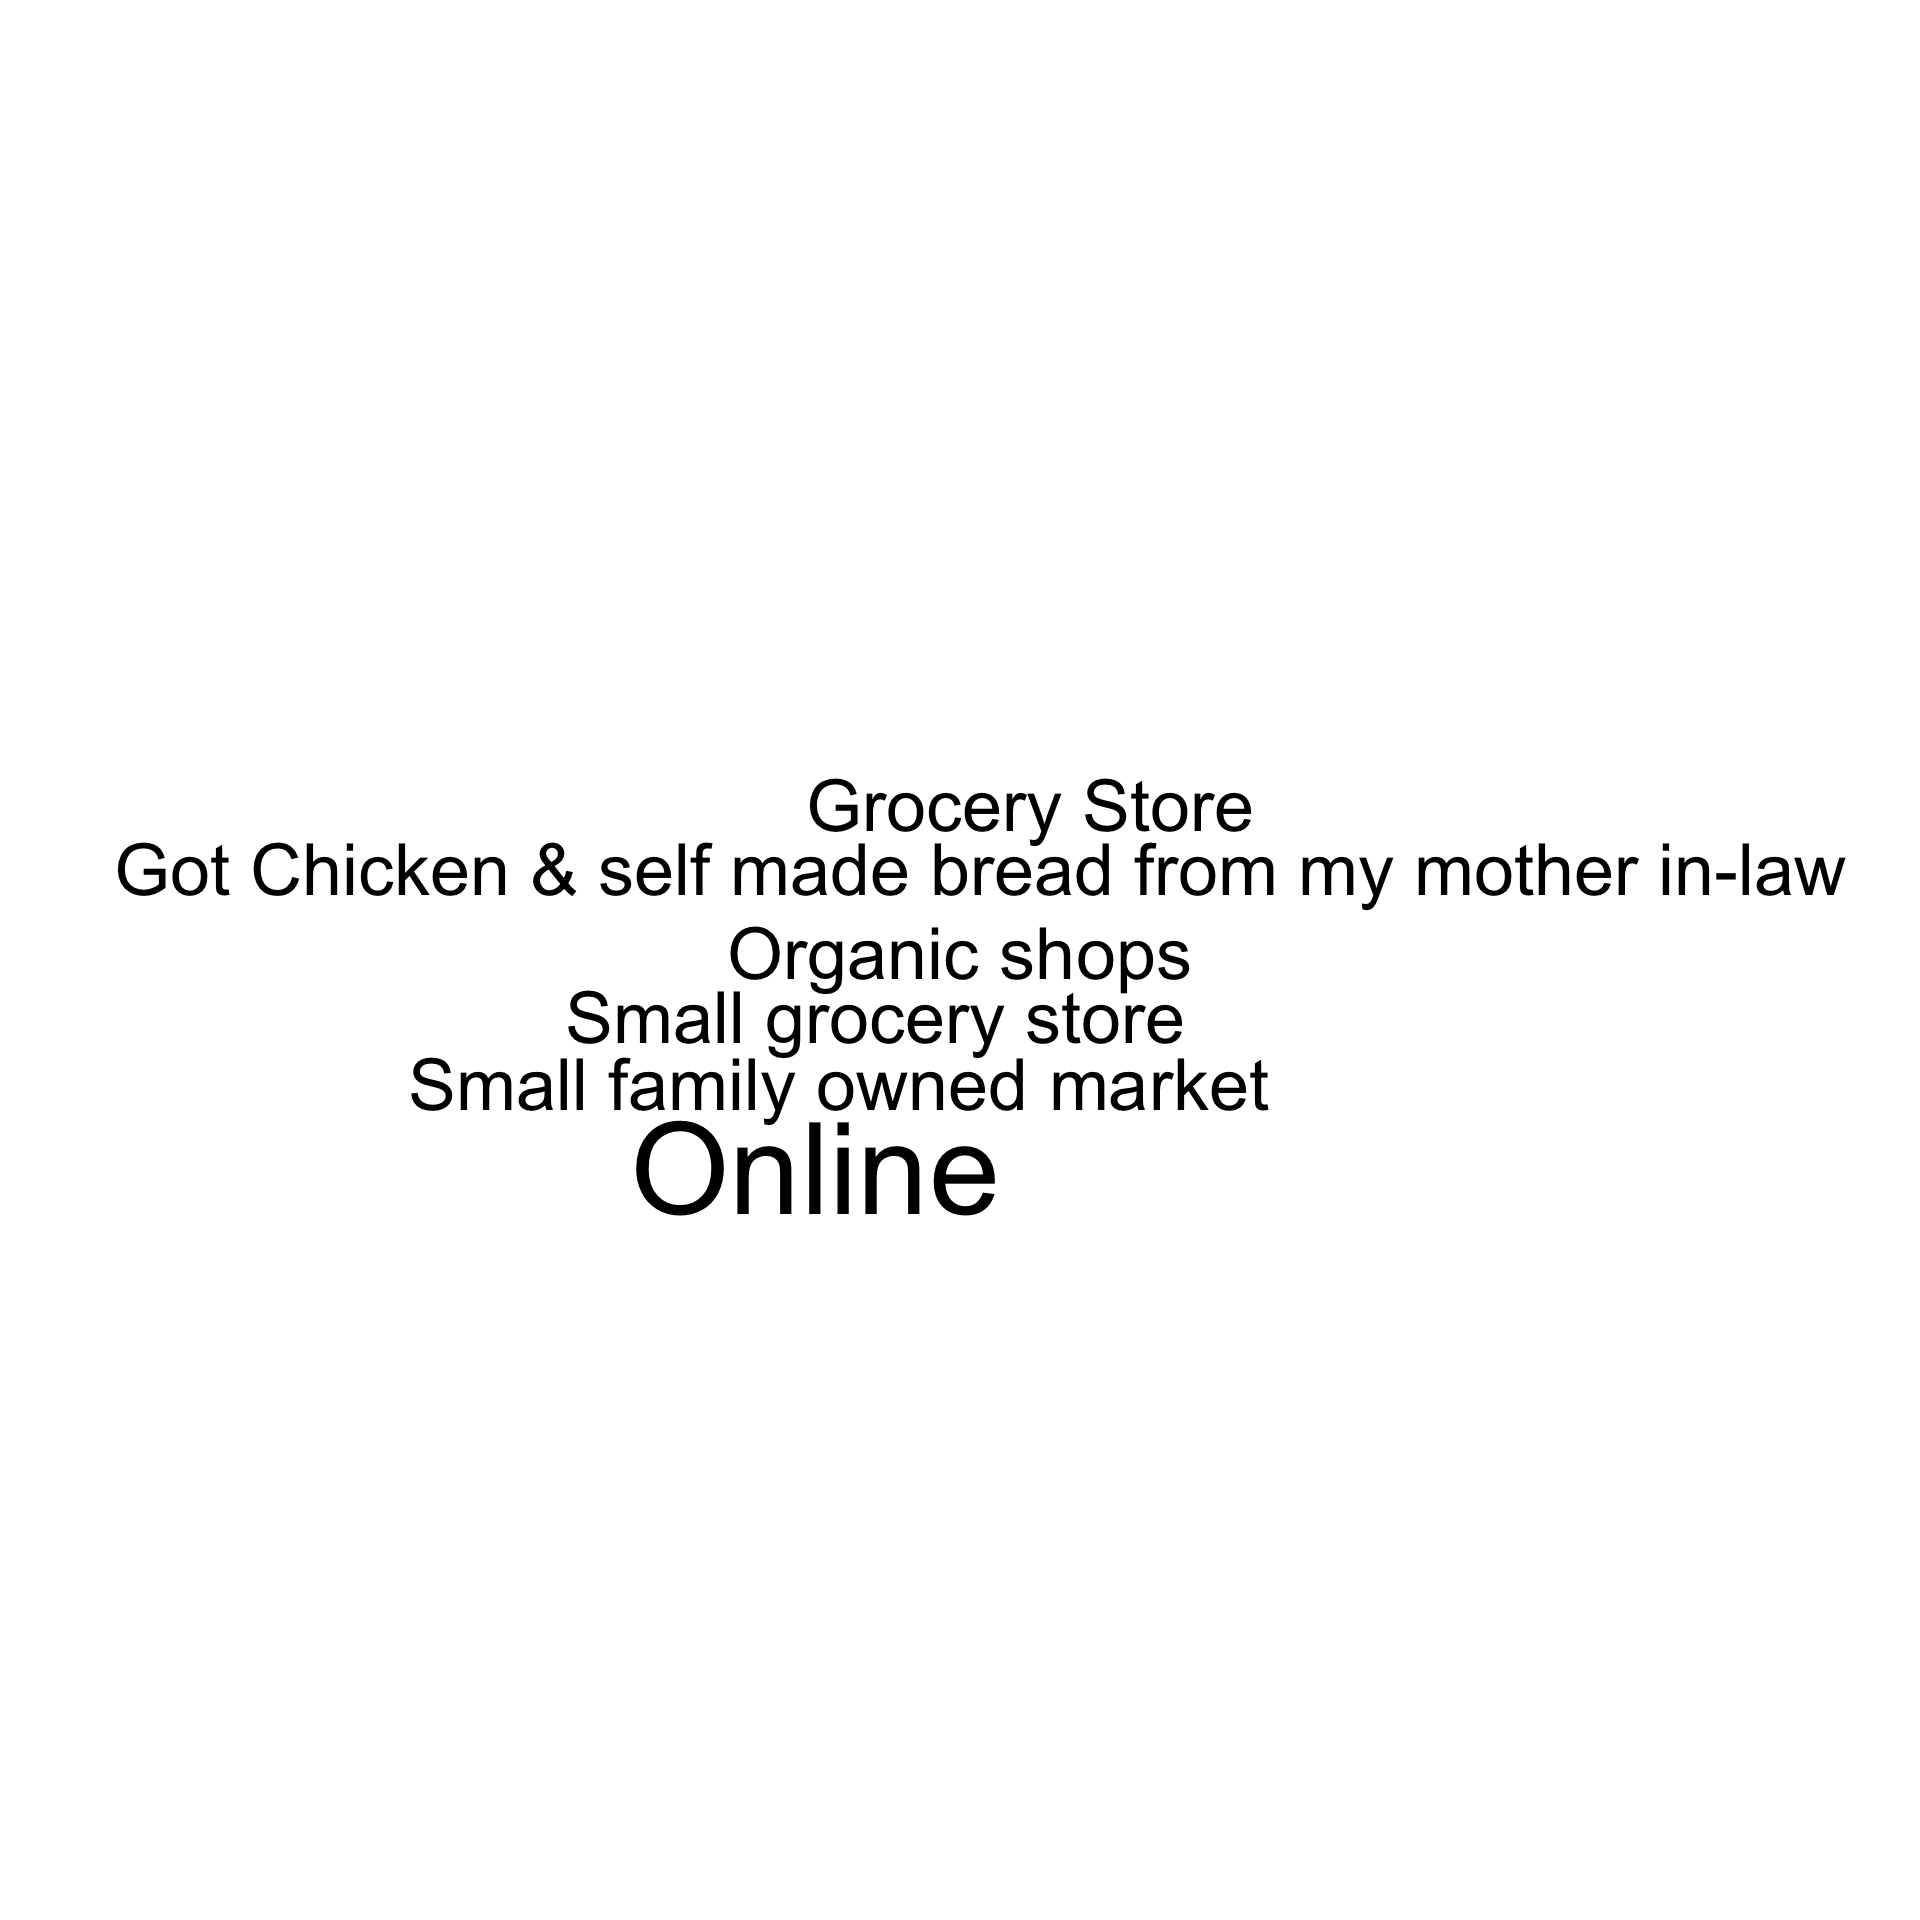 Grocery Store
Got Chicken & self made bread from my mother in-law
Organic shops
Small grocery store
Small family owned market
Online